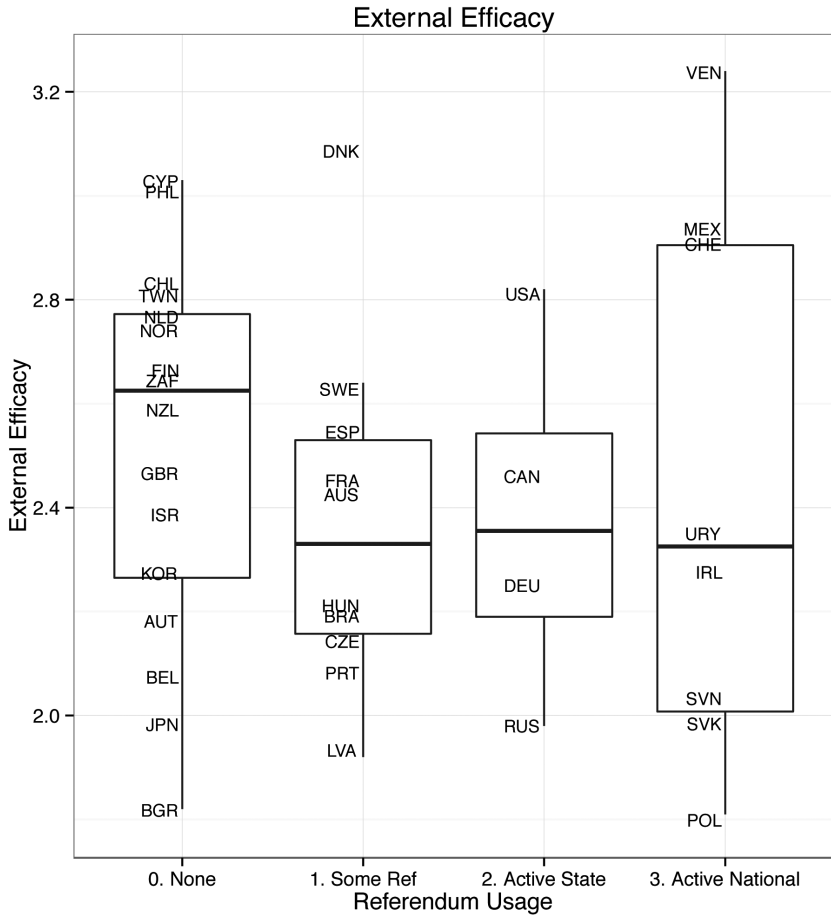 External Efficacy
External Efficacy
3.2
2.8
2.4
2.0
CYP
PHL
CHL
TWN
NLD
NOR
FIN
ZAF
NZL
GBR
ISR
KOR
AUT
BEL
JPN
BGR
DNK
SWE
ESP
FRA
AUS
HUN
BRA
CZE
PRT
LVA
USA
CAN
DEU
RUS
VEN
MEX
CHE
URY
IRL
SVN
SVK
POL
0. None 1. Some Ref 2. Active State 3. Active National
Referendum Usage